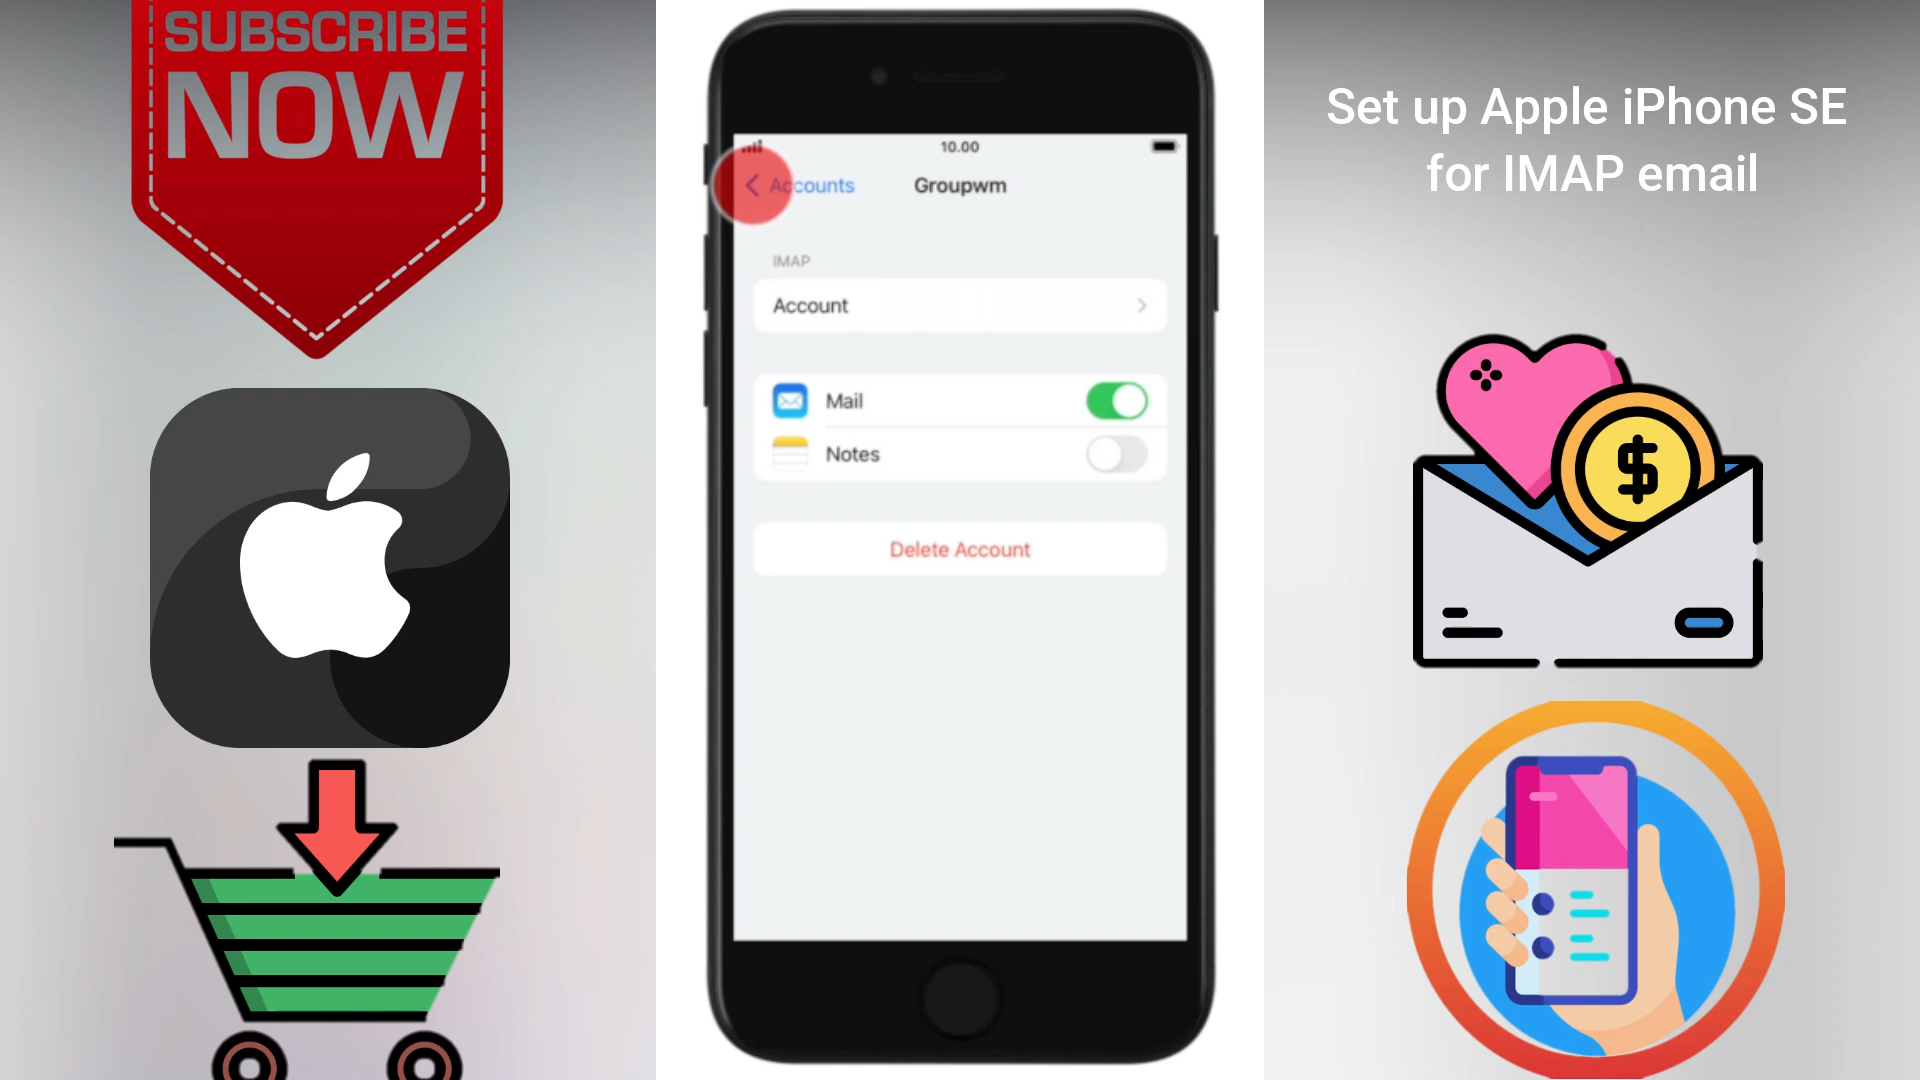 SUBSCRIBE
NOW
10.00
Accounts
Groupwm
IMAP
Account
Mail
Notes
Delete Account
Set up Apple iPhone SE
for IMAP email
$